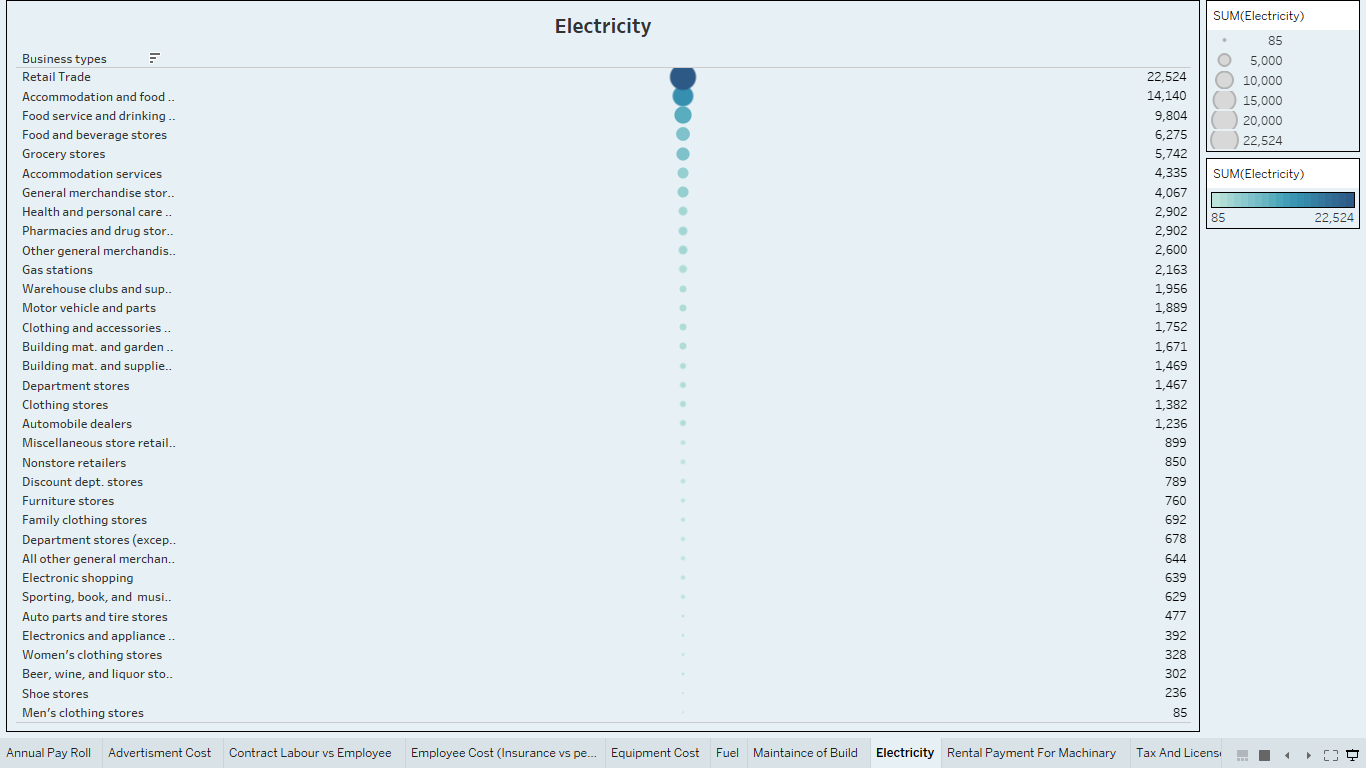 Electricity
Business types
Retail Trade 22,524
Accommodation and food .. 14,140
Food service and drinking .. 9,804
Food and beverage stores 6,275
Grocery stores 5,742
Accommodation services 4,335
General merchandise stor.. 4,067
Health and personal care .. 2,902
Pharmacies and drug stor.. 2,902
Other general merchandis.. 2,600
Gas stations 2,163
Warehouse clubs and sup.. 1,956
Motor vehicle and parts 1,889
Clothing and accessories .. 1,752
Building mat. and garden .. 1,671
Building mat. and supplie.. 1,469
Department stores 1,467
Clothing stores 1,382
Automobile dealers 1,236
Miscellaneous store retail.. 899
Nonstore retailers 850
Discount dept. stores 789
Furniture stores 760
Family clothing stores 692
Department stores (excep.. 678
All other general merchan.. 644
Electronic shopping 639
Sporting, book, and musi.. 629
Auto parts and tire stores 477
Electronics and appliance .. 392
Women’s clothing stores 328
Beer, wine, and liquor sto.. 302
Shoe stores 236
Men’s clothing stores 85
SUM(Electricity)
85
5,000
10,000
15,000
20,000
22,524
SUM(Electricity)
85 22,524
Annual Pay Roll Advertisment Cost Contract Labour vs Employee Employee Cost (Insurance vs pe... Equipment Cost Fuel Maintaince of Build Electricity Rental Payment For Machinary Tax And License